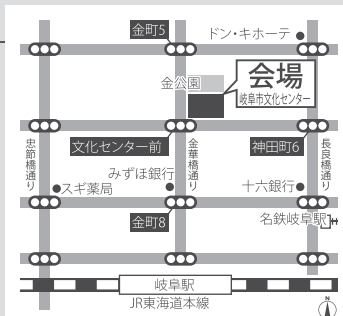 金町5
ドン・キホーテ
金公園
会場
岐阜市文化センター
文化センター前
神田町6
忠節橋通り
金華橋通り
長良橋通り
みずほ銀行
スギ薬局
十六銀行
金町8
名鉄岐阜駅
岐阜駅
JR東海道本線
N